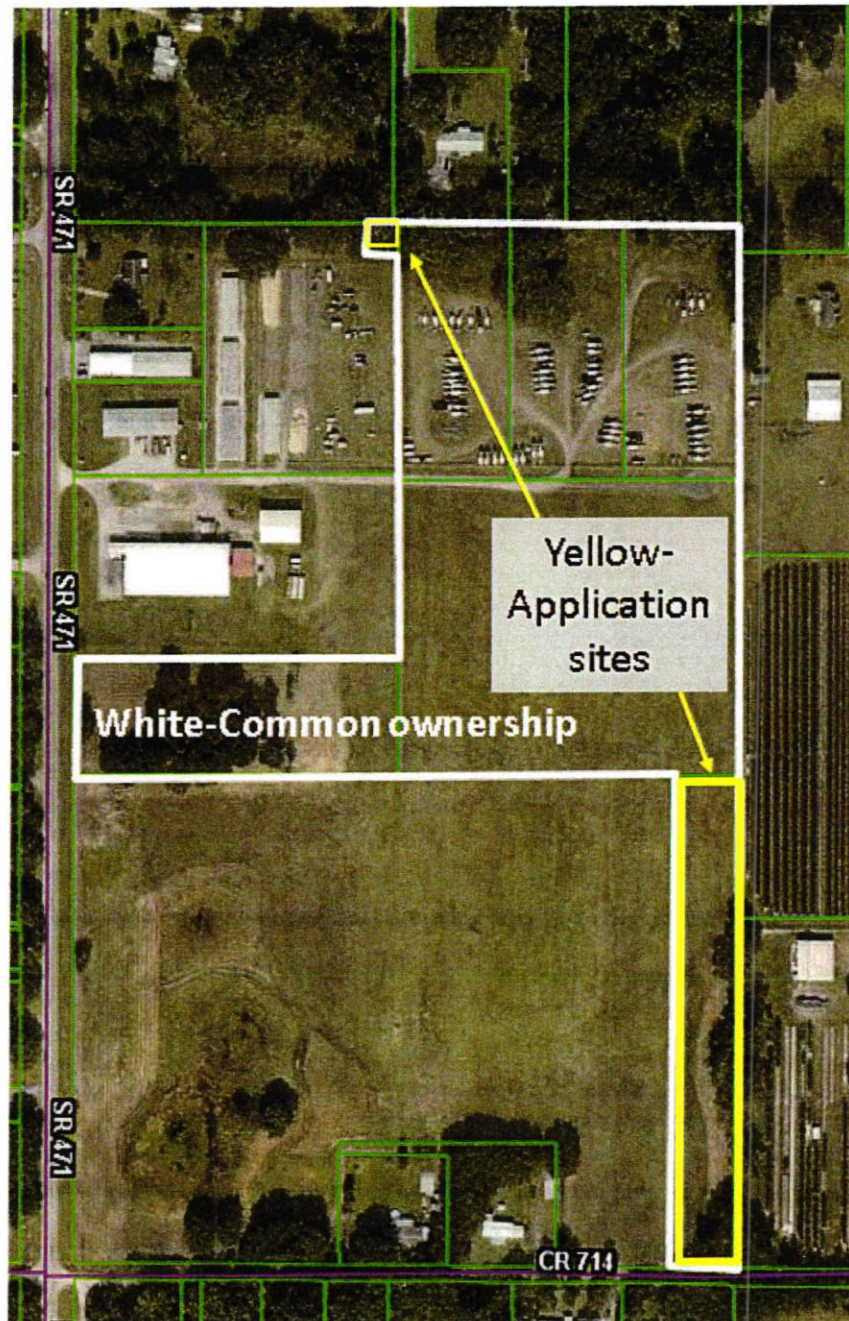 SR 471
SR 471
Yellow-
Application
sites
White-Common ownership
SR 471
CR 714